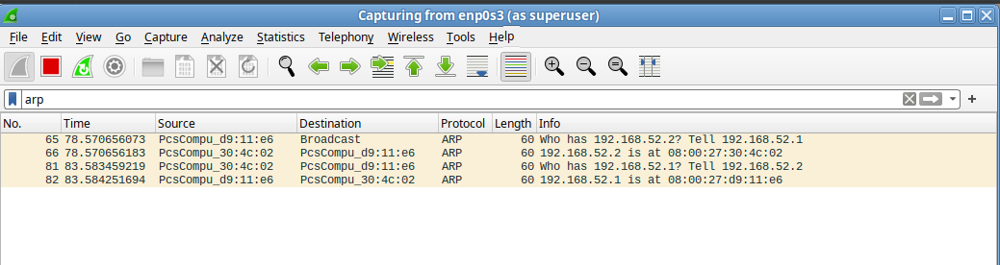 Capturing from enp0s3 (as superuser)
File Edit View Go Capture Analyze Statistics Telephony Wireless Tools Help
arp
No. Time Source Destination Protocol Length Info
65 78.570656073 PcsCompu_d9:11:e6 Broadcast ARP 60 Who has 192.168.52.2? Tell 192.168.52.1
66 78.570656183 PcsCompu_30:4c:02 PcsCompu_d9:11:e6 ARP 60 192.168.52.2 is at 08:00:27:30:4c:02
81 83.583459219 PcsCompu_30:4c:02 PcsCompu_d9:11:e6 ARP 60 Who has 192.168.52.1? Tell 192.168.52.2
82 83.584251694 PcsCompu_d9:11:e6 PcsCompu_30:4c:02 ARP 60 192.168.52.1 is at 08:00:27:d9:11:e6